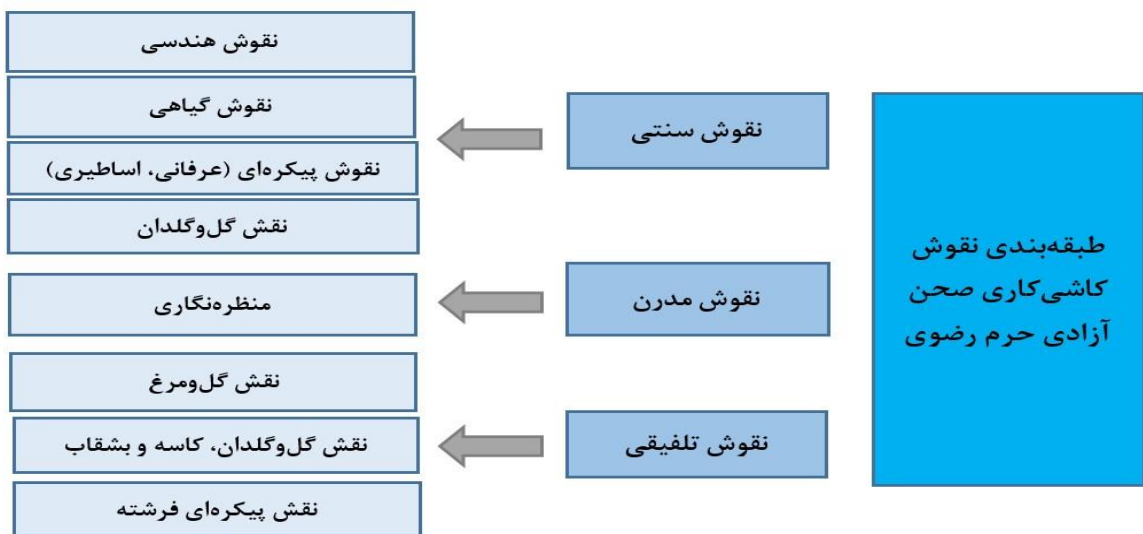 طبقه‌بندی نقوش
کاشی‌کاری صحن
آزادی حرم رضوی
نقوش سنتی
نقوش هندسی
نقوش گیاهی
نقوش پیکره‌ای (عرفانی، اساطیری)
نقش گل‌وگلدان
نقوش مدرن
منظره‌نگاری
نقوش تلفیقی
نقش گل‌ومرغ
نقش گل‌وگلدان، کاسه و بشقاب
نقش پیکره‌ای فرشته